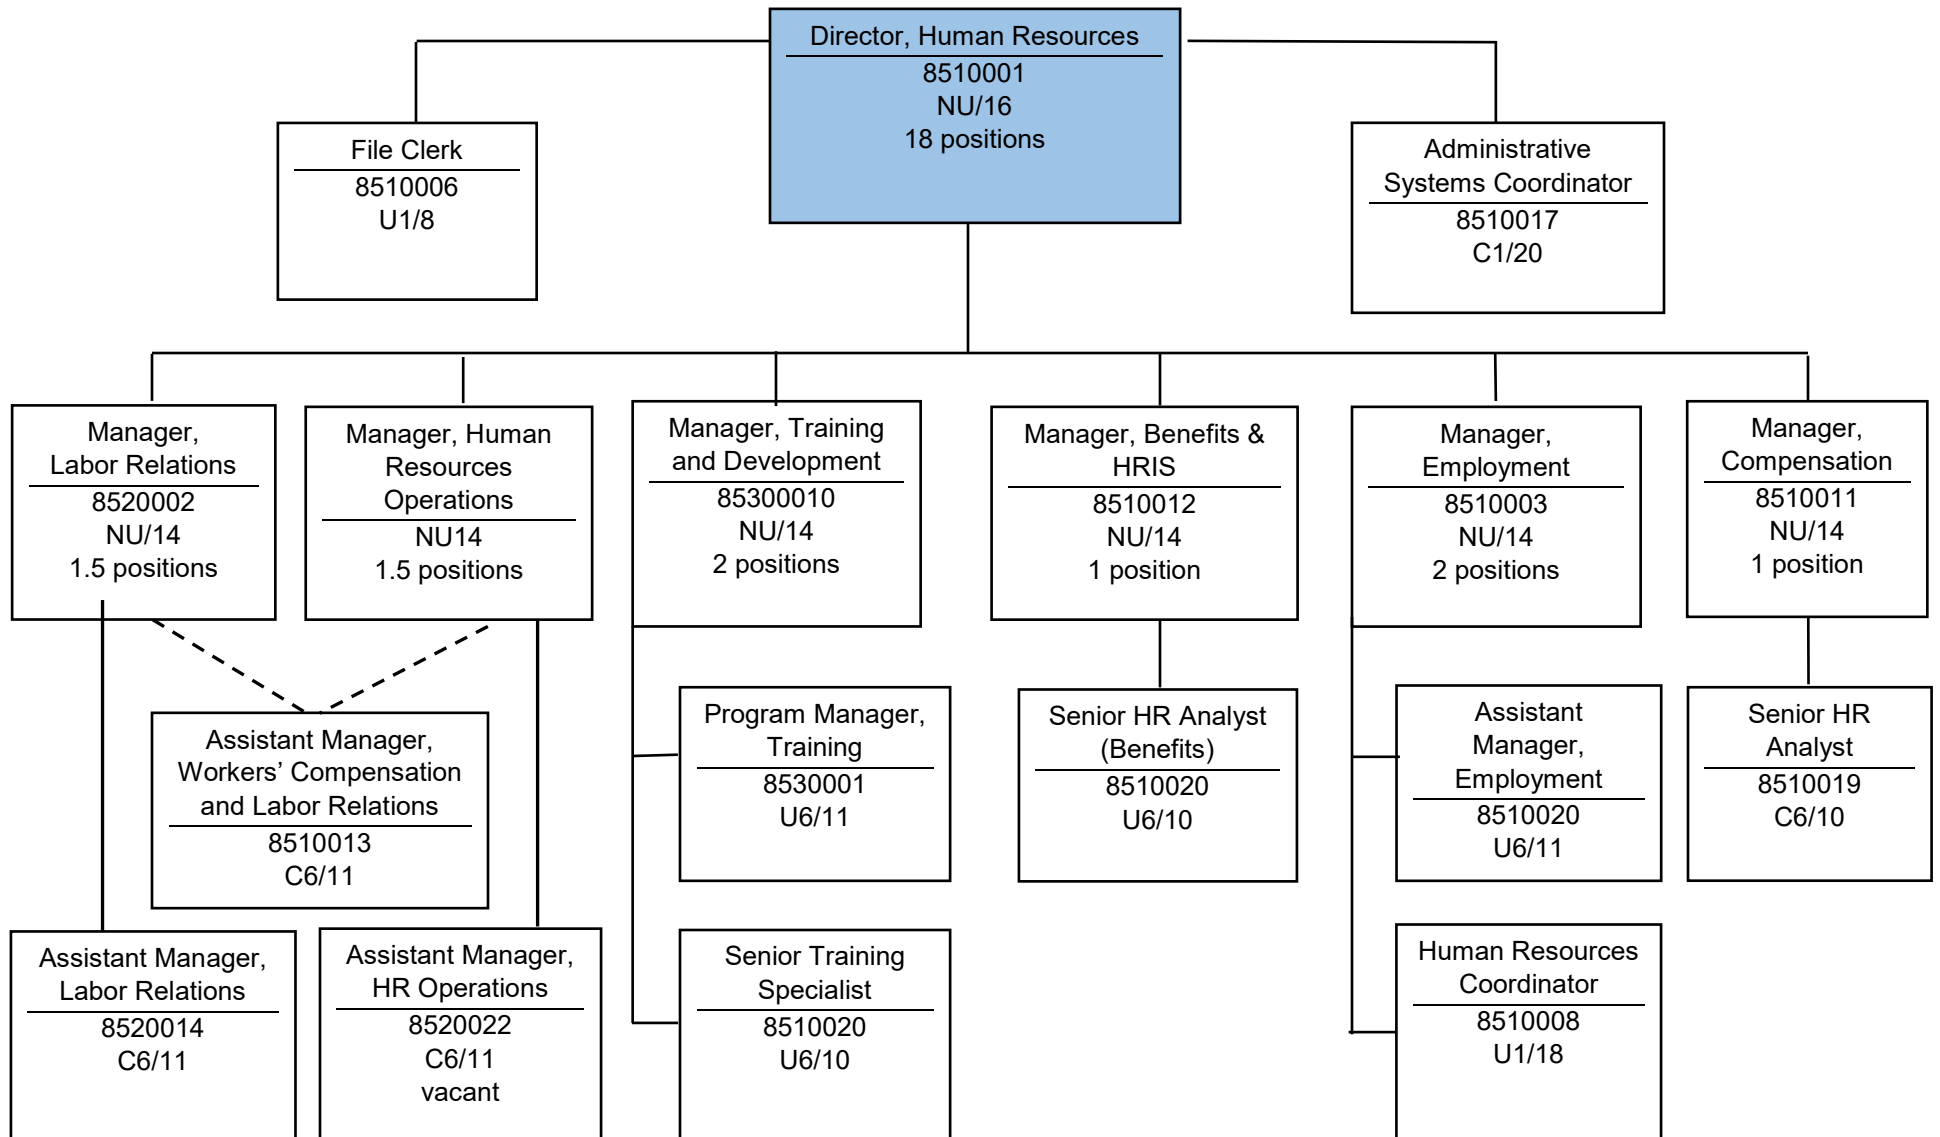 Director, Human Resources
8510001
NU/16
18 positions
File Clerk
8510006
U1/8
Administrative
Systems Coordinator
8510017
C1/20
Manager,
Labor Relations
8520002
NU/14
1.5 positions
Manager, Human
Resources
Operations
NU14
1.5 positions
Manager, Training
and Development
85300010
NU/14
2 positions
Manager, Benefits &
HRIS
8510012
NU/14
1 position
Manager,
Employment
8510003
NU/14
2 positions
Manager,
Compensation
8510011
NU/14
1 position
Assistant Manager,
Workers’ Compensation
and Labor Relations
8510013
C6/11
Program Manager,
Training
8530001
U6/11
Senior HR Analyst
(Benefits)
8510020
U6/10
Assistant
Manager,
Employment
8510020
U6/11
Senior HR
Analyst
8510019
C6/10
Assistant Manager,
Labor Relations
8520014
C6/11
Assistant Manager,
HR Operations
8520022
C6/11
vacant
Senior Training
Specialist
8510020
U6/10
Human Resources
Coordinator
8510008
U1/18